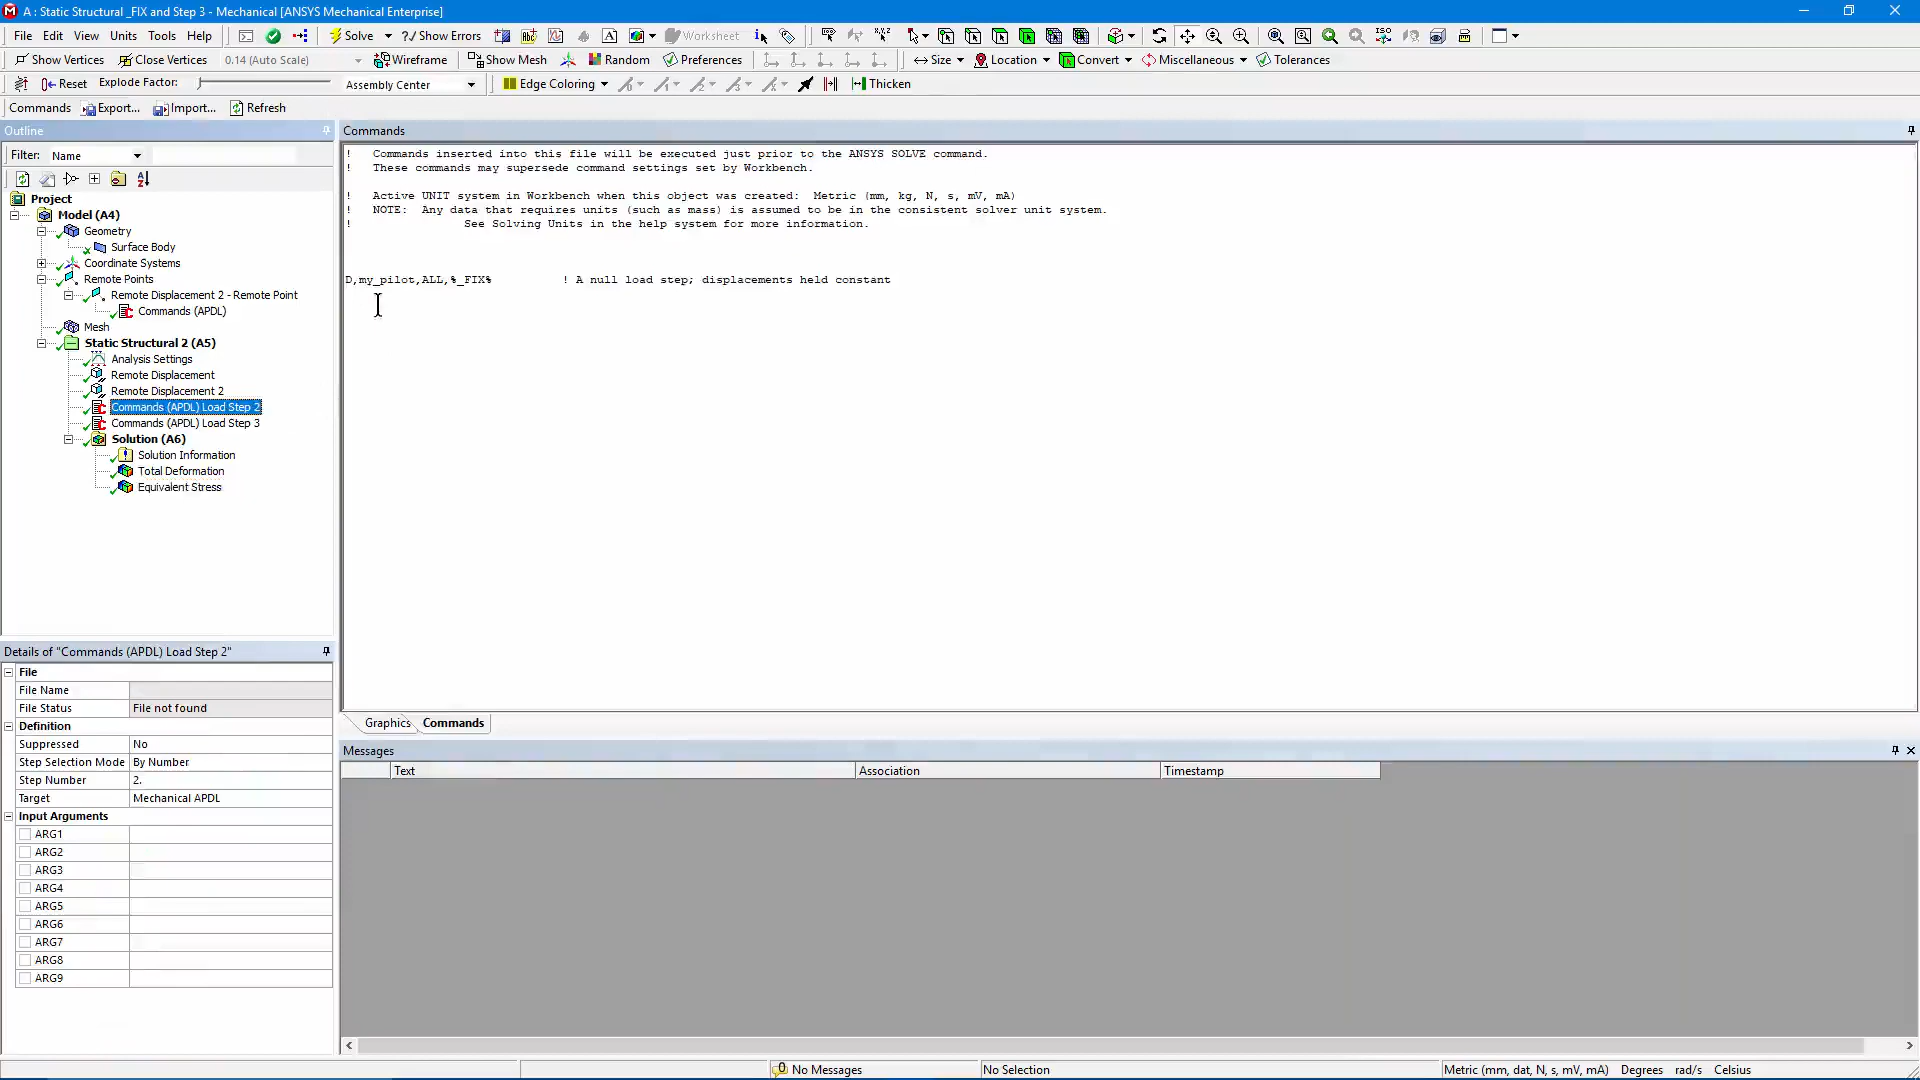 A : Static Structural _FIX and Step 3 - Mechanical [ANSYS Mechanical Enterprise]
File Edit View Units Tools Help Solve ?/ Show Errors Worksheet
Show Vertices Close Vertices 0.14 (Auto Scale) Wireframe Show Mesh Random Preferences Size Location Convert Miscellaneous Tolerances
Reset Explode Factor: Assembly Center Edge Coloring Thicken
Commands Export... Import... Refresh
Outline
Filter: Name
Project
Model (A4)
Geometry
Surface Body
Coordinate Systems
Remote Points
Remote Displacement 2 - Remote Point
Commands (APDL)
Mesh
Static Structural 2 (A5)
Analysis Settings
Remote Displacement
Remote Displacement 2
Commands (APDL) Load Step 2
Commands (APDL) Load Step 3
Solution (A6)
Solution Information
Total Deformation
Equivalent Stress
Details of "Commands (APDL) Load Step 2"
File
File Name
File Status File not found
Definition
Suppressed No
Step Selection Mode By Number
Step Number 2.
Target Mechanical APDL
Input Arguments
ARG1
ARG2
ARG3
ARG4
ARG5
ARG6
ARG7
ARG8
ARG9
Commands
! Commands inserted into this file will be executed just prior to the ANSYS SOLVE command.
! These commands may supersede command settings set by Workbench.
! Active UNIT system in Workbench when this object was created: Metric (mm, kg, N, s, mV, mA)
! NOTE: Any data that requires units (such as mass) is assumed to be in the consistent solver unit system.
! See Solving Units in the help system for more information.
D,my_pilot,ALL,%_FIX% ! A null load step; displacements held constant
Graphics Commands
Messages
Text Association Timestamp
0 No Messages No Selection Metric (mm, dat, N, s, mV, mA) Degrees rad/s Celsius